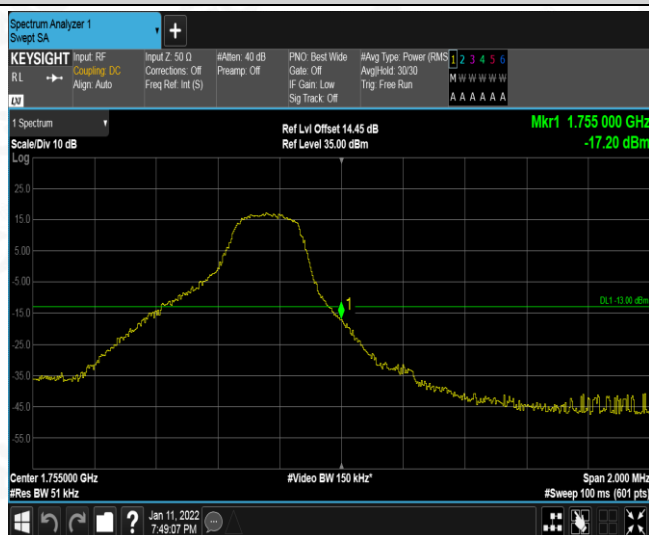 Spectrum Analyzer 1
Swept SA
+
KEYSIGHT
RL
Input: RF
Coupling: DC
Align: Auto
Input Z: 50 Ω
Corrections: Off
Freq Ref: Int (S)
#Atten: 40 dB
Preamp: Off
PNO: Best Wide
Gate: Off
IF Gain: Low
Sig Track: Off
#Avg Type: Power (RMS
Avg|Hold: 30/30
Trig: Free Run
1 2 3 4 5 6
M W W W W W
A A A A A A
LXI
1 Spectrum
Scale/Div 10 dB
Log
Ref Lvl Offset 14.45 dB
Ref Level 35.00 dBm
Mkr1 1.755 000 GHz
-17.20 dBm
25.0
15.0
5.00
-5.00
-15.0
-25.0
-35.0
-45.0
-55.0
1
DL1 -13.00 dBm
Center 1.755000 GHz
#Res BW 51 kHz
#Video BW 150 kHz*
Span 2.000 MHz
#Sweep 100 ms (601 pts)
?
Jan 11, 2022
7:49:07 PM